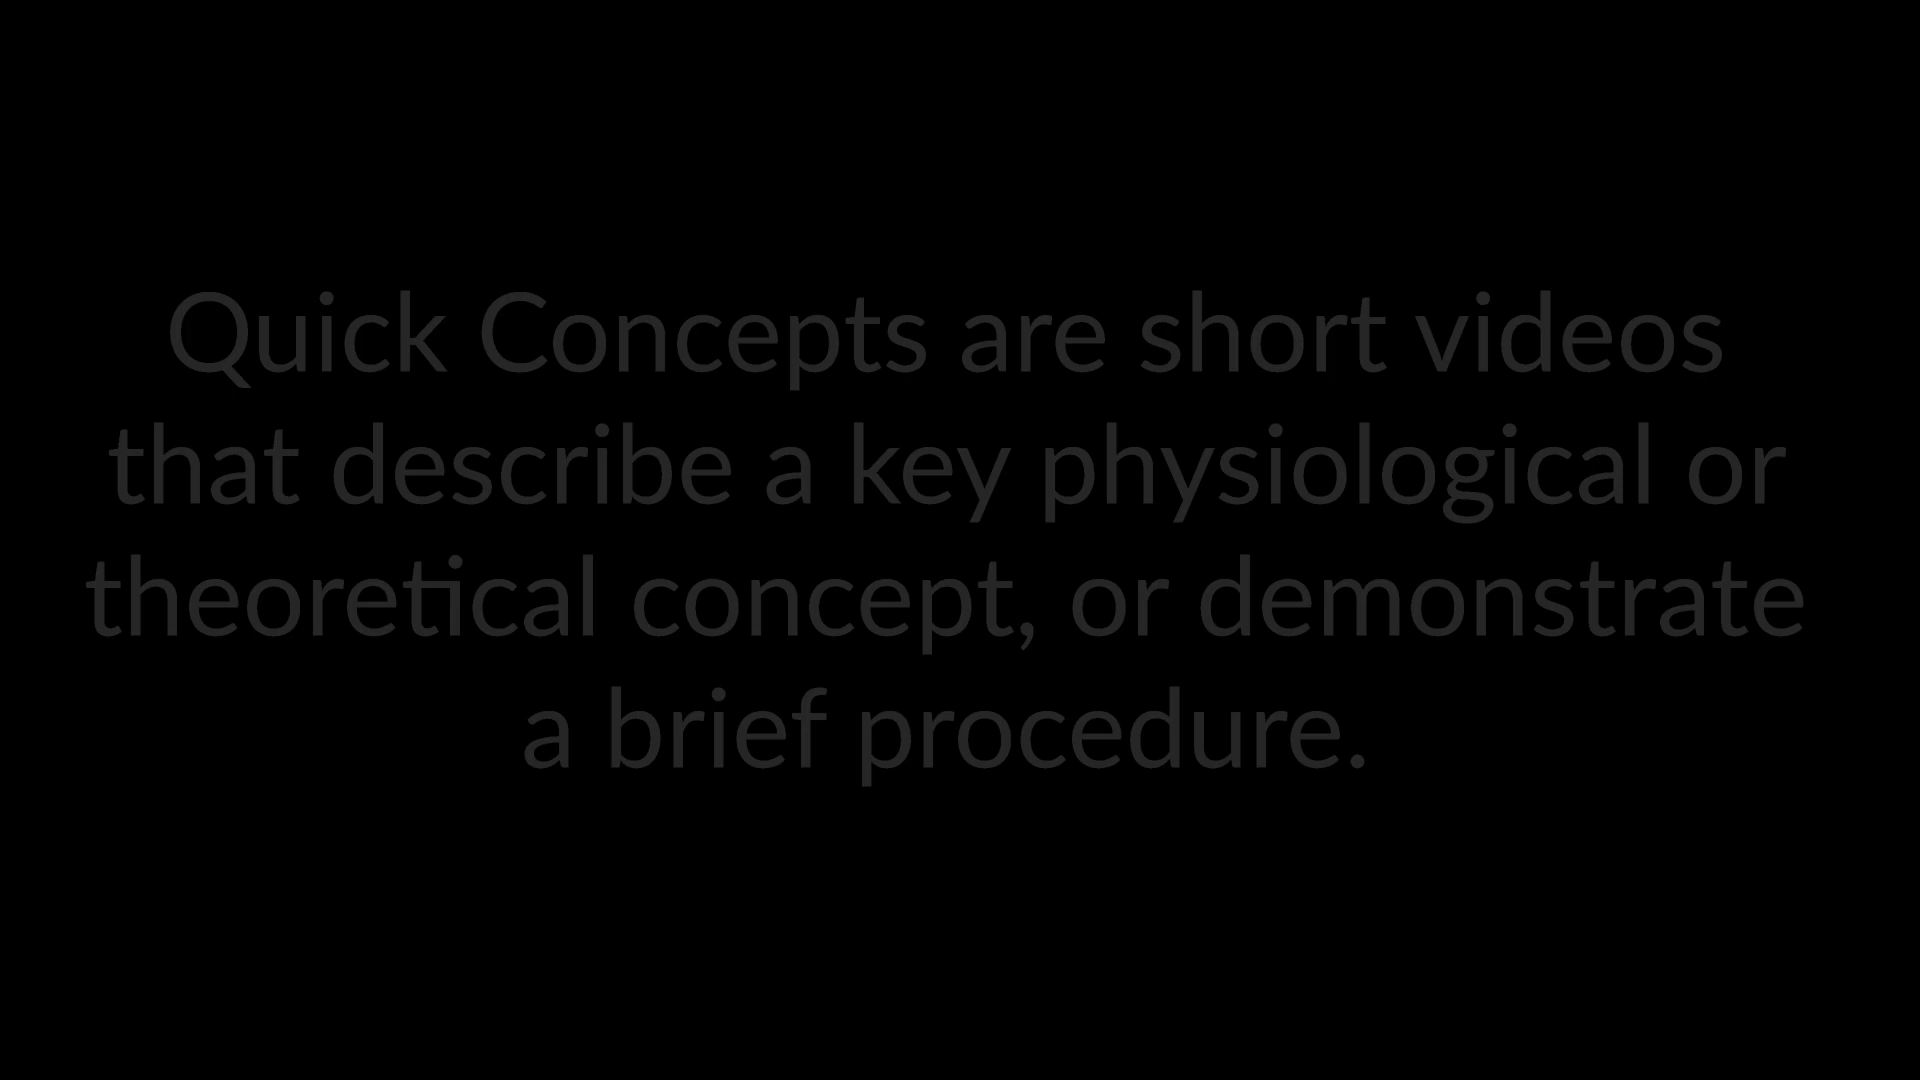 Quick Concepts are short videos
that describe a key physiological or
theoretical concept, or demonstrate
a brief procedure.